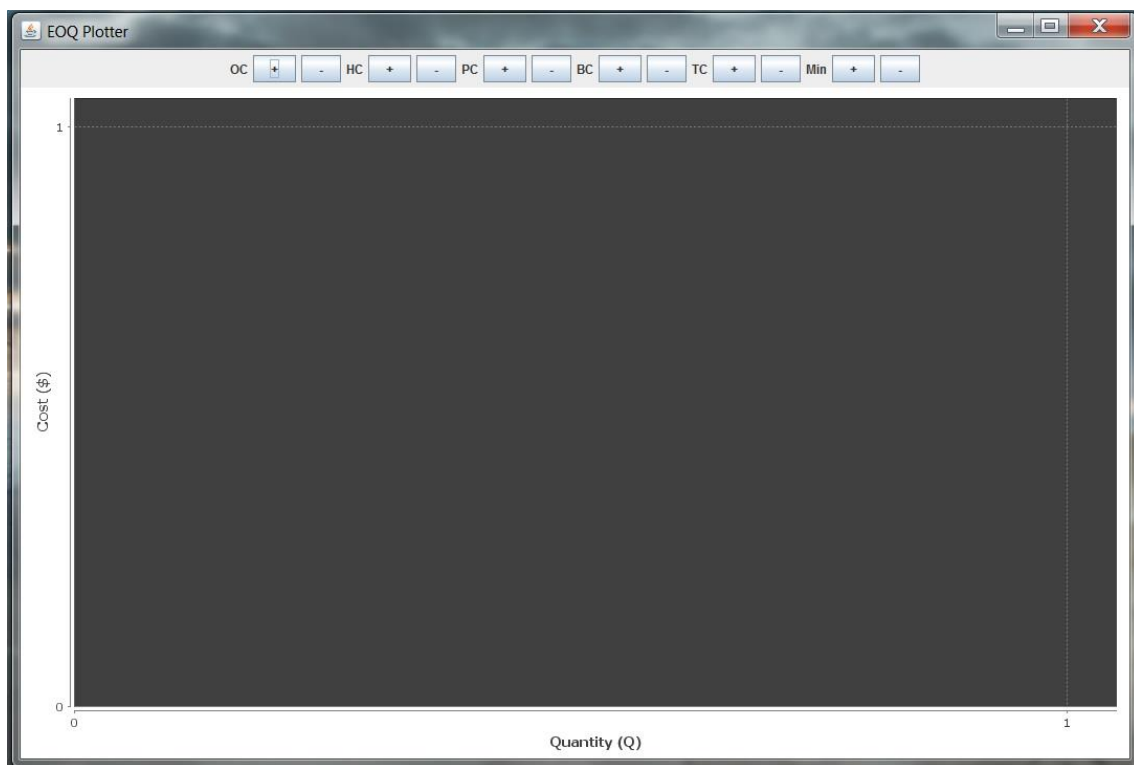 EOQ Plotter
OC + - HC + - PC + - BC + - TC + - Min + -
1
Cost ($)
0
0 1
Quantity (Q)